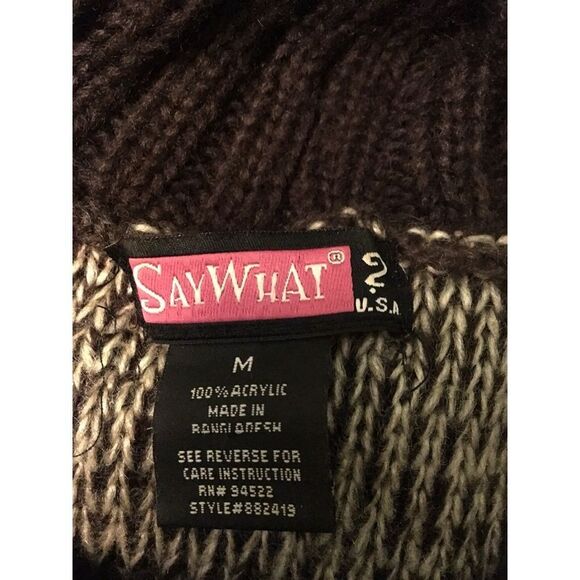 SAYWHAT® ?
U.S.A.
M
100% ACRYLIC
MADE IN
BANGLADESH
SEE REVERSE FOR
CARE INSTRUCTION
RN# 94522
STYLE#882419